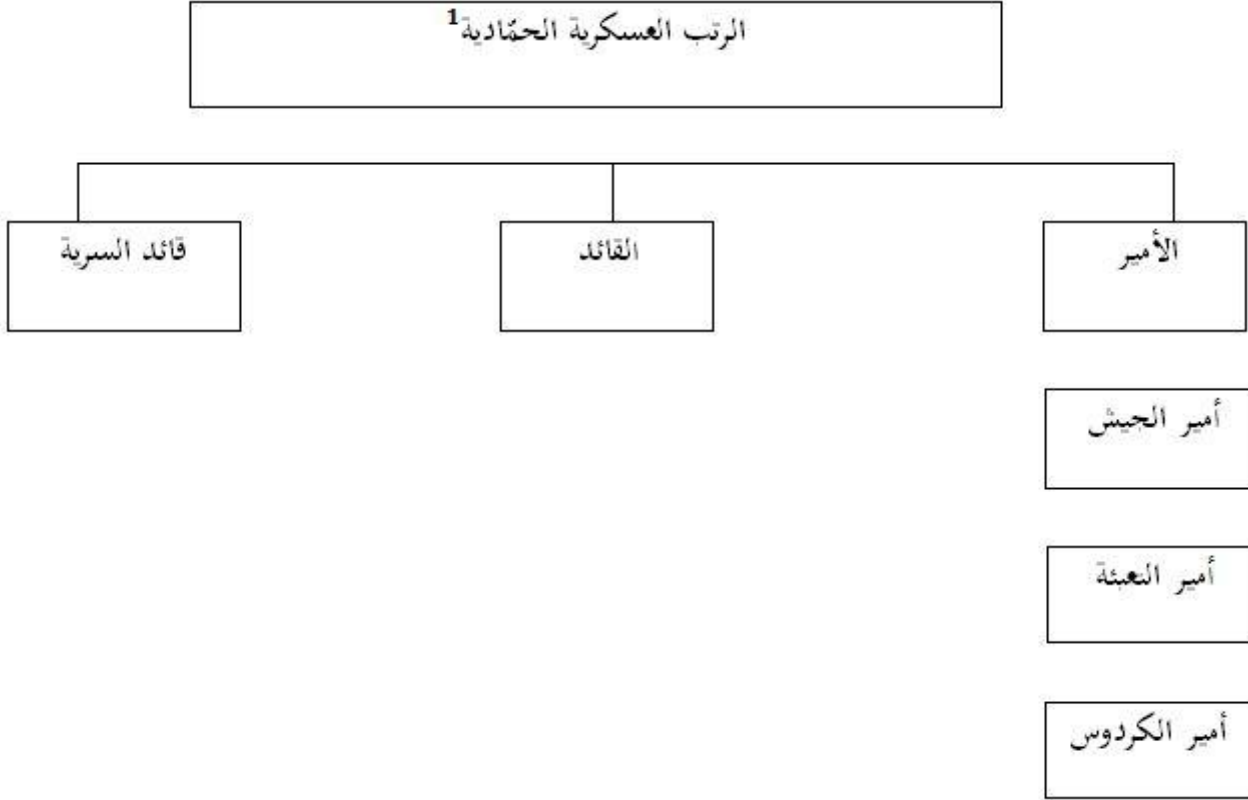 الرتب العسكرية الحمّادية1
الأمير
القائد
قائد السرية
أمير الجيش
أمير التعبئة
أمير الكردوس